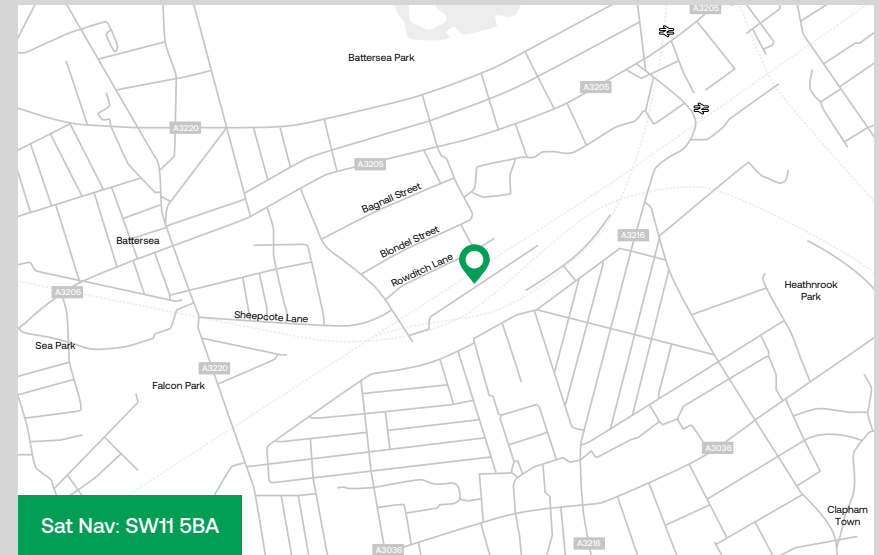 A3205
Battersea Park
A3205
A3220
A3205
Bagnall Street
Blondel Street
Battersea
A3216
Rowditch Lane
Heathnrook
Park
A3205
Sheepcote Lane
Sea Park
A3220
Falcon Park
A3036
Clapham
Town
Sat Nav: SW11 5BA
A3216
A3036